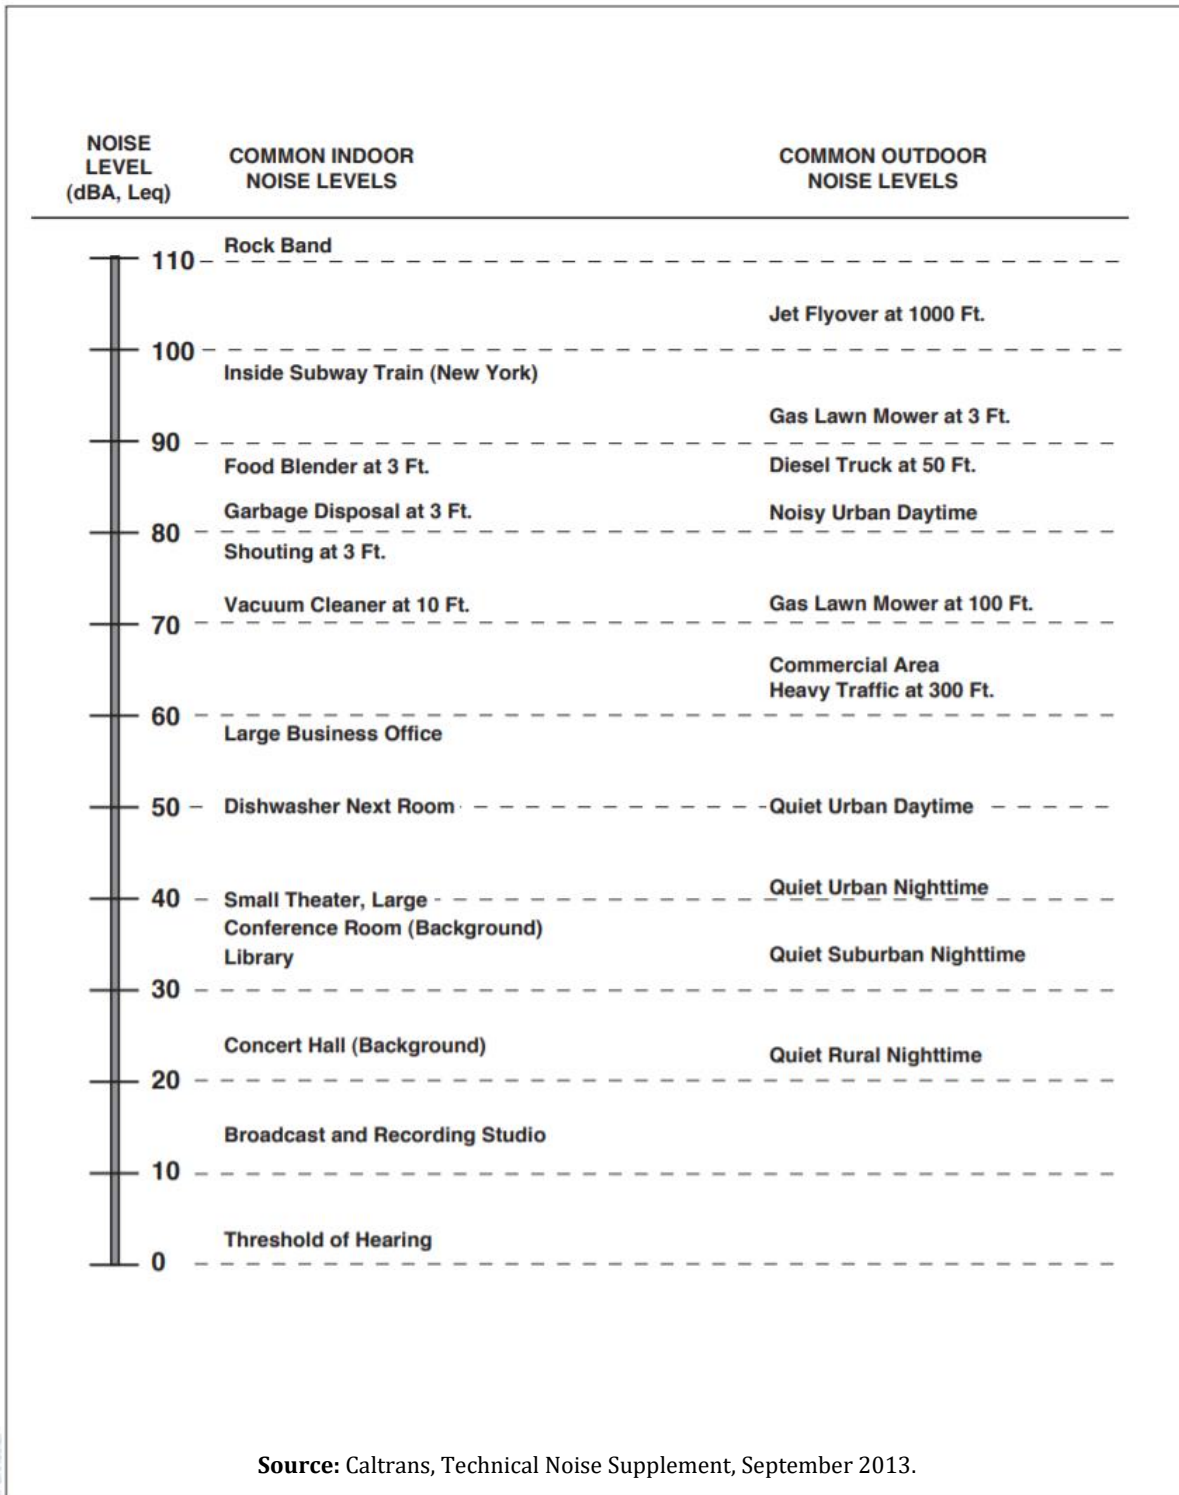 NOISE
LEVEL
(dBA, Leq)
COMMON INDOOR
NOISE LEVELS
COMMON OUTDOOR
NOISE LEVELS
Rock Band
110
Jet Flyover at 1000 Ft.
100
Inside Subway Train (New York)
Gas Lawn Mower at 3 Ft.
90
Food Blender at 3 Ft.
Diesel Truck at 50 Ft.
Garbage Disposal at 3 Ft.
Noisy Urban Daytime
80
Shouting at 3 Ft.
Vacuum Cleaner at 10 Ft.
Gas Lawn Mower at 100 Ft.
70
Commercial Area
Heavy Traffic at 300 Ft.
60
Large Business Office
50
Dishwasher Next Room
Quiet Urban Daytime
Quiet Urban Nighttime
40
Small Theater, Large
Conference Room (Background)
Library
Quiet Suburban Nighttime
30
Concert Hall (Background)
Quiet Rural Nighttime
20
Broadcast and Recording Studio
10
Threshold of Hearing
0
Source: Caltrans, Technical Noise Supplement, September 2013.